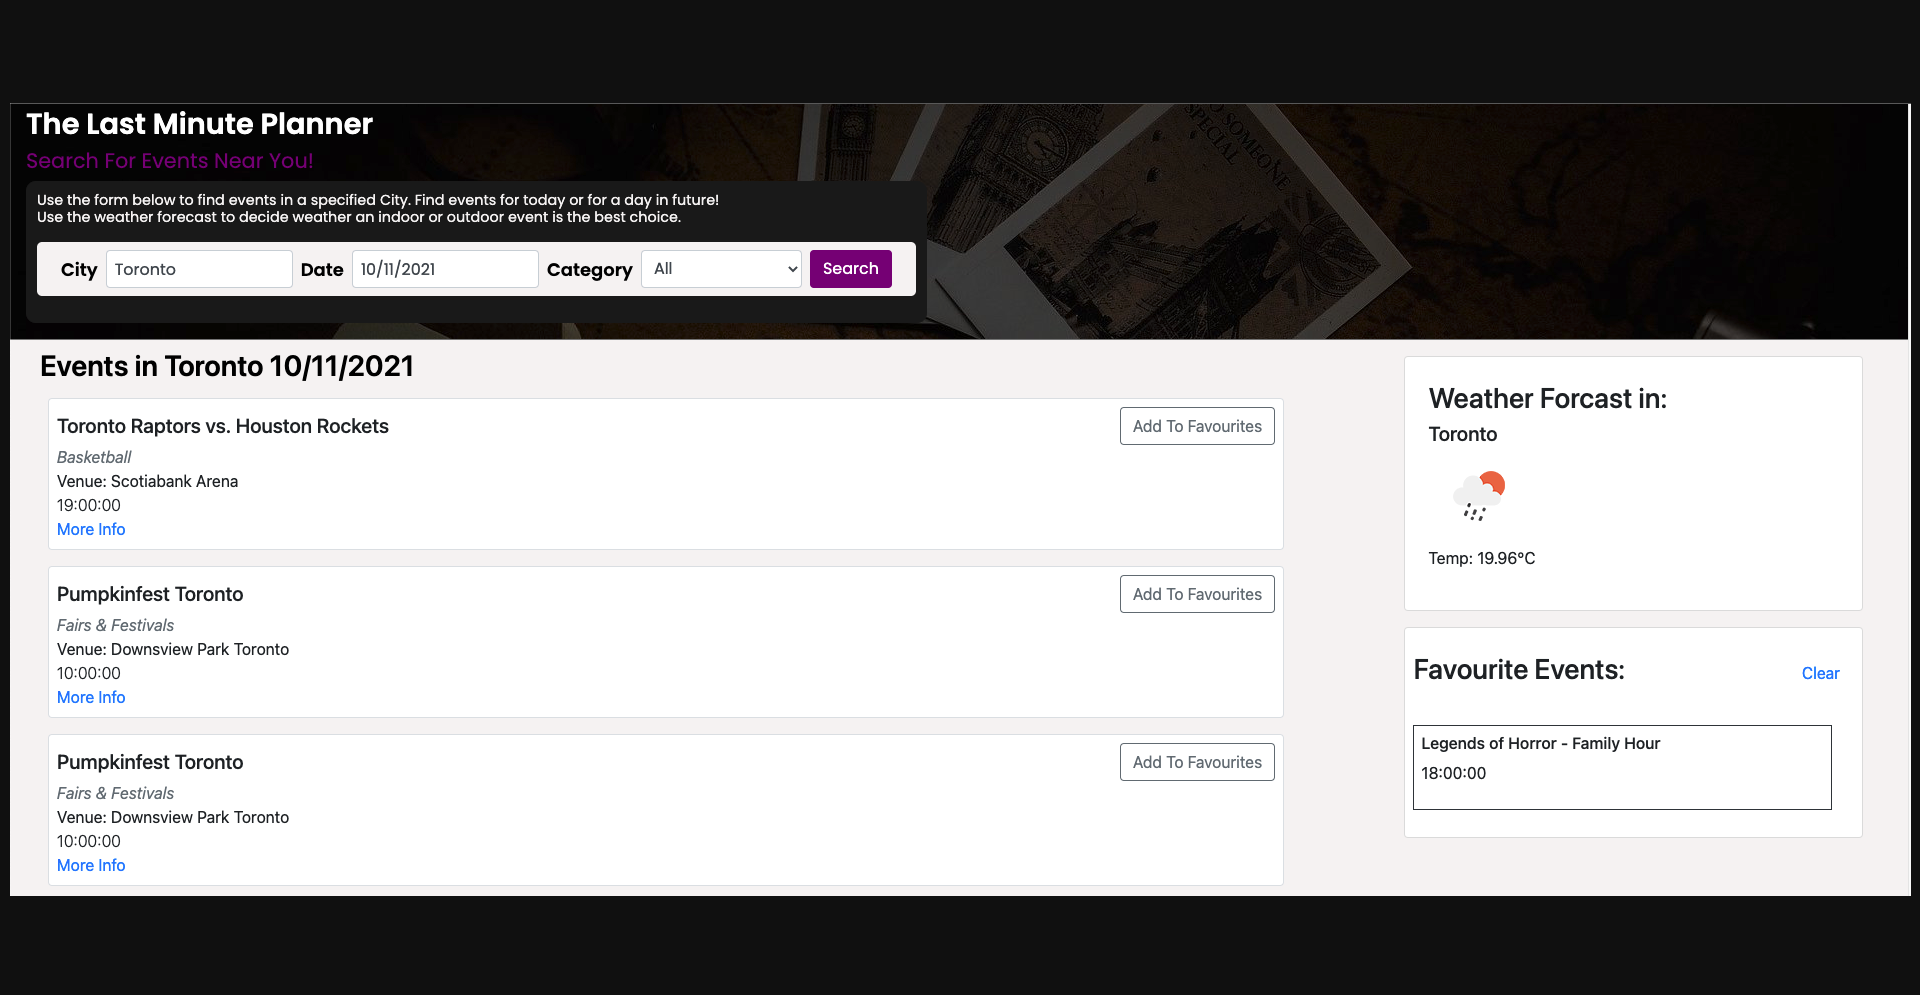 The Last Minute Planner
Search For Events Near You!
Use the form below to find events in a specified City. Find events for today or for a day in future!
Use the weather forecast to decide weather an indoor or outdoor event is the best choice.
City Toronto Date 10/11/2021 Category All Search
TO SOMEONE
SPECIAL
Events in Toronto 10/11/2021
Toronto Raptors vs. Houston Rockets
Add To Favourites
Basketball
Venue: Scotiabank Arena
19:00:00
More Info
Pumpkinfest Toronto
Add To Favourites
Fairs & Festivals
Venue: Downsview Park Toronto
10:00:00
More Info
Pumpkinfest Toronto
Add To Favourites
Fairs & Festivals
Venue: Downsview Park Toronto
10:00:00
More Info
Weather Forcast in:
Toronto
Temp: 19.96°C
Favourite Events:
Clear
Legends of Horror - Family Hour
18:00:00